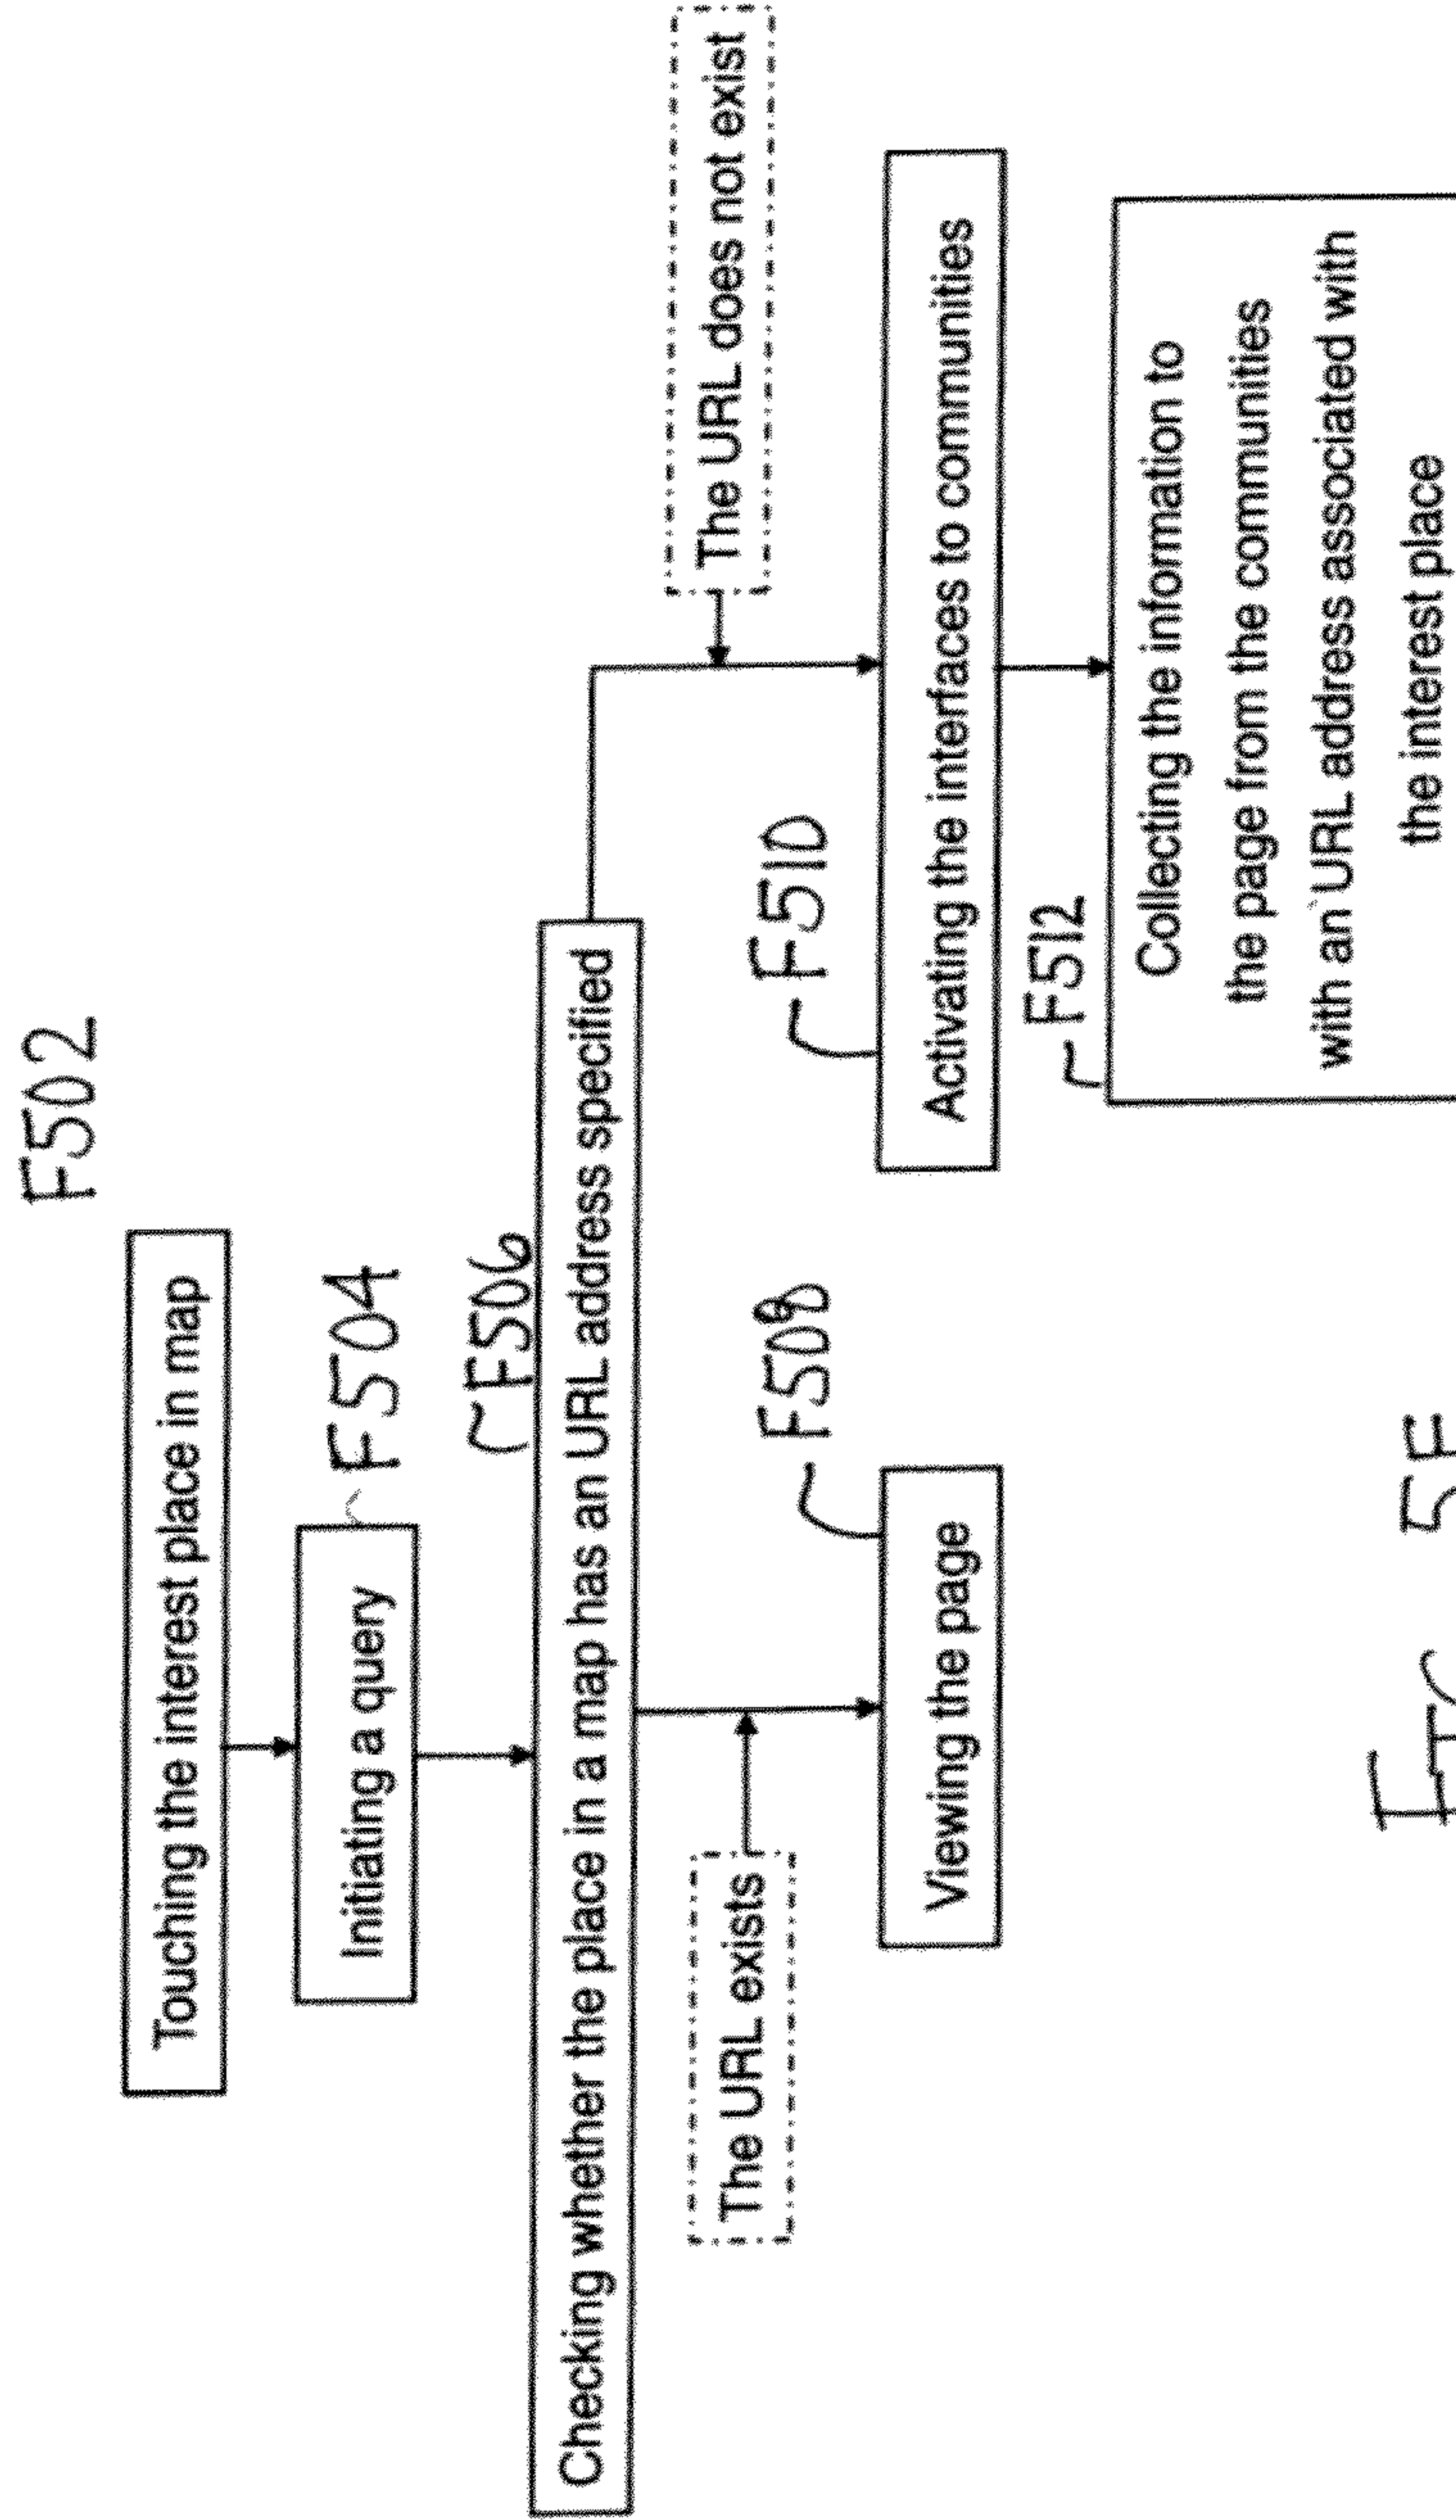 F502
Touching the interest place in map
F504
Initiating a query
F506
Checking whether the place in a map has an URL address specified
The URL exists
The URL does not exist
F508
Viewing the page
F510
Activating the interfaces to communities
F512
Collecting the information to
the page from the communities
with an URL address associated with
the interest place
FIG 5F